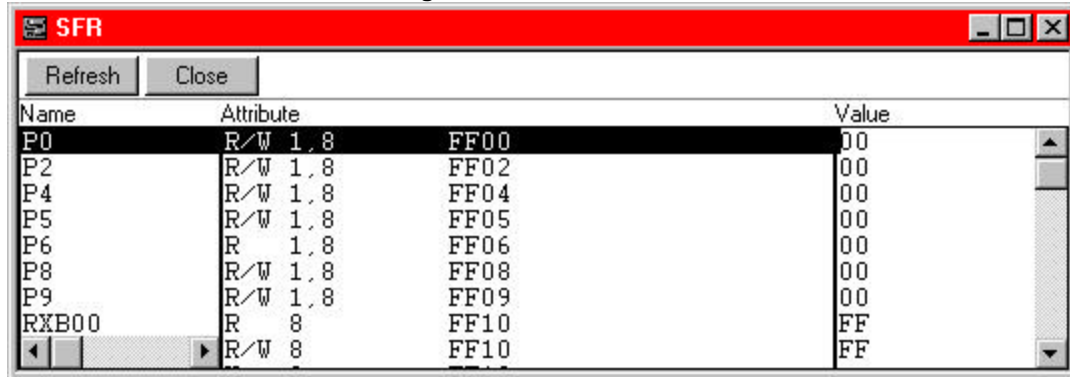 SFR
Refresh Close
Name Attribute Value
P0 R/W 1,8 FF00 00
P2 R/W 1,8 FF02 00
P4 R/W 1,8 FF04 00
P5 R/W 1,8 FF05 00
P6 R 1,8 FF06 00
P8 R/W 1,8 FF08 00
P9 R/W 1,8 FF09 00
RXB00 R 8 FF10 FF
R/W 8 FF10 FF